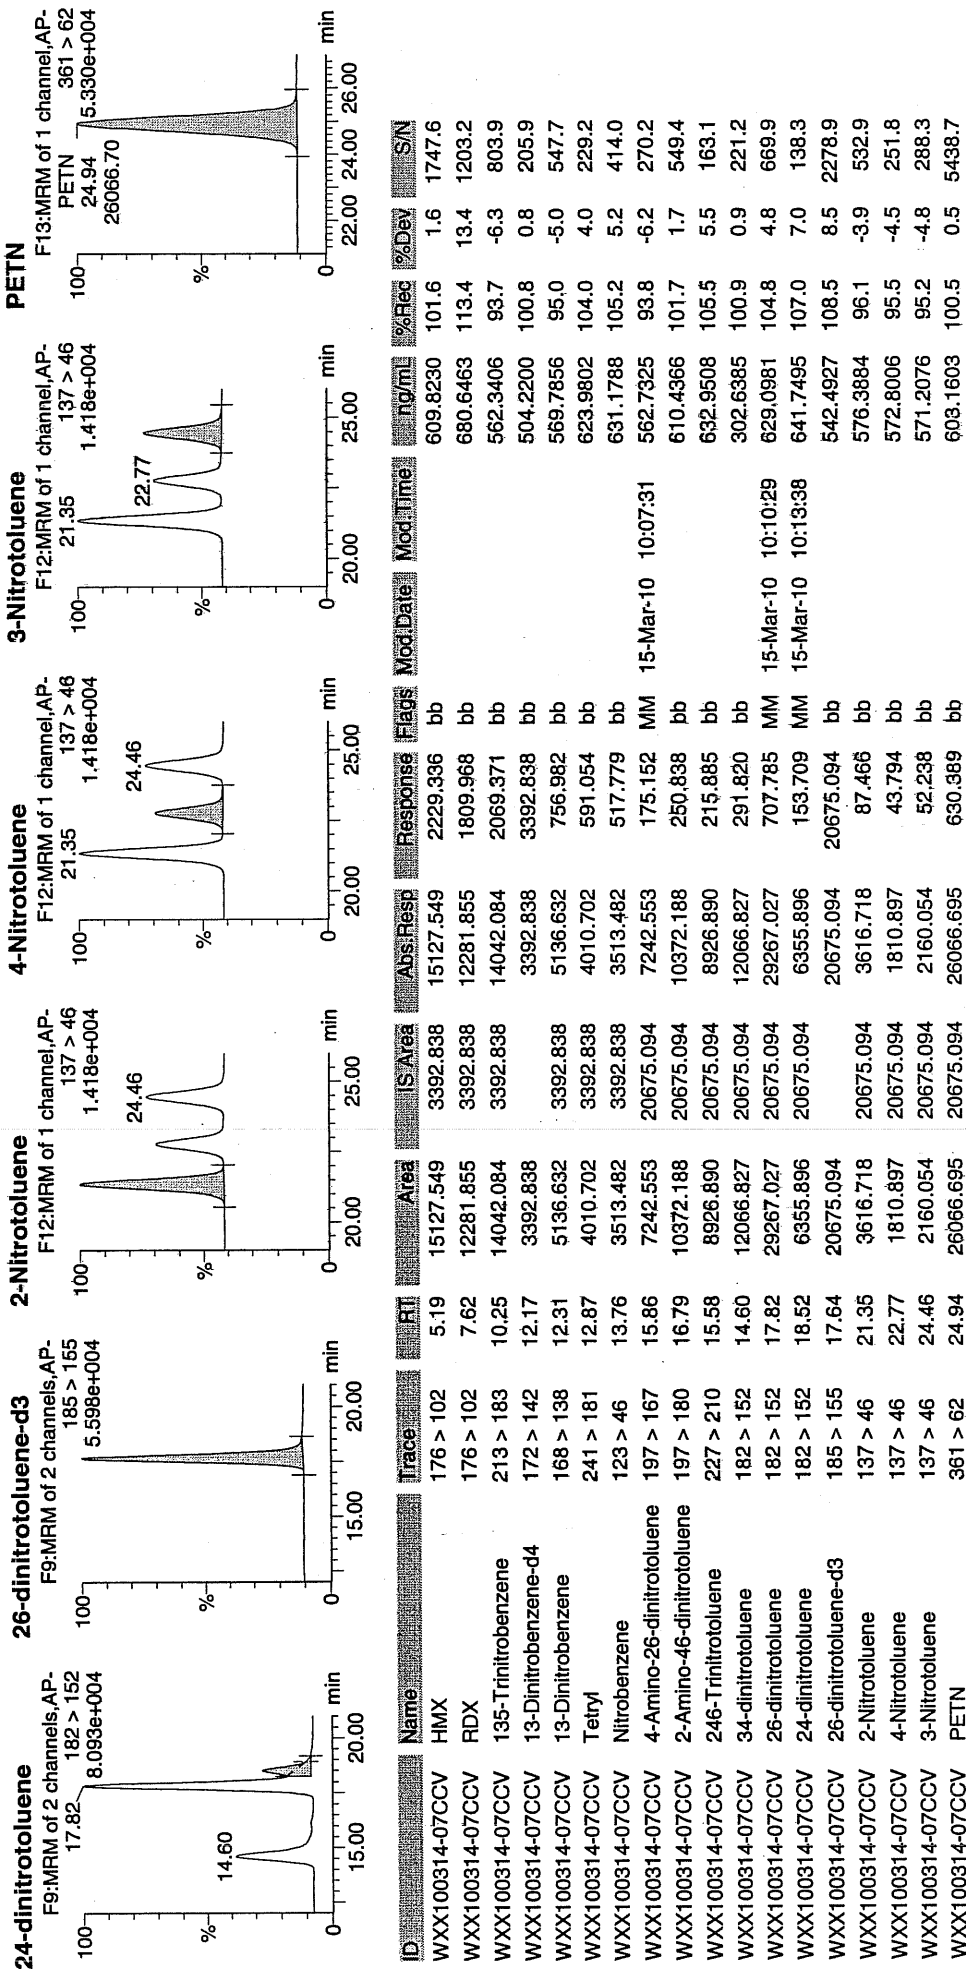 24-dinitrotoluene
F9:MRM of 2 channels,AP-
182 > 152
8.093e+004
17.82
14.60
100
%
0
15.00
20.00
min
26-dinitrotoluene-d3
F9:MRM of 2 channels,AP-
185 > 155
5.598e+004
100
%
0
15.00
20.00
min
2-Nitrotoluene
F12:MRM of 1 channel,AP-
137 > 46
1.418e+004
24.46
100
%
0
20.00
25.00
min
4-Nitrotoluene
F12:MRM of 1 channel,AP-
21.35
137 > 46
1.418e+004
24.46
100
%
0
20.00
25.00
min
3-Nitrotoluene
F12:MRM of 1 channel,AP-
21.35
137 > 46
1.418e+004
22.77
100
%
0
20.00
25.00
min
PETN
F13:MRM of 1 channel,AP-
PETN
24.94
26066.70
361 > 62
5.330e+004
100
%
0
22.00
24.00
26.00
min
ID Name Trace RT Area IS Area Abs.Resp Response Flags Mod.Date Mod.Time ng/mL %Rec %Dev S/N
WXX100314-07CCV HMX 176 > 102 5.19 15127.549 3392.838 15127.549 2229.336 bb 609.8230 101.6 1.6 1747.6
WXX100314-07CCV RDX 176 > 102 7.62 12281.855 3392.838 12281.855 1809.968 bb 680.6463 113.4 13.4 1203.2
WXX100314-07CCV 135-Trinitrobenzene 213 > 183 10.25 14042.084 3392.838 14042.084 2069.371 bb 562.3406 93.7 -6.3 803.9
WXX100314-07CCV 13-Dinitrobenzene-d4 172 > 142 12.17 3392.838 3392.838 3392.838 bb 504.2200 100.8 0.8 205.9
WXX100314-07CCV 13-Dinitrobenzene 168 > 138 12.31 5136.632 3392.838 5136.632 756.982 bb 569.7856 95.0 -5.0 547.7
WXX100314-07CCV Tetryl 241 > 181 12.87 4010.702 3392.838 4010.702 591.054 bb 623.9802 104.0 4.0 229.2
WXX100314-07CCV Nitrobenzene 123 > 46 13.76 3513.482 3392.838 3513.482 517.779 bb 631.1788 105.2 5.2 414.0
WXX100314-07CCV 4-Amino-26-dinitrotoluene 197 > 167 15.86 7242.553 20675.094 7242.553 175.152 MM 15-Mar-10 10:07:31 562.7325 93.8 -6.2 270.2
WXX100314-07CCV 2-Amino-46-dinitrotoluene 197 > 180 16.79 10372.188 20675.094 10372.188 250.838 bb 610.4366 101.7 1.7 549.4
WXX100314-07CCV 246-Trinitrotoluene 227 > 210 15.58 8926.890 20675.094 8926.890 215.885 bb 632.9508 105.5 5.5 163.1
WXX100314-07CCV 34-dinitrotoluene 182 > 152 14.60 12066.827 20675.094 12066.827 291.820 bb 302.6385 100.9 0.9 221.2
WXX100314-07CCV 26-dinitrotoluene 182 > 152 17.82 29267.027 20675.094 29267.027 707.785 MM 15-Mar-10 10:10:29 629.0981 104.8 4.8 669.9
WXX100314-07CCV 24-dinitrotoluene 182 > 152 18.52 6355.896 20675.094 6355.896 153.709 MM 15-Mar-10 10:13:38 641.7495 107.0 7.0 138.3
WXX100314-07CCV 26-dinitrotoluene-d3 185 > 155 17.64 20675.094 20675.094 20675.094 bb 542.4927 108.5 8.5 2278.9
WXX100314-07CCV 2-Nitrotoluene 137 > 46 21.35 3616.718 20675.094 3616.718 87.466 bb 576.3884 96.1 -3.9 532.9
WXX100314-07CCV 4-Nitrotoluene 137 > 46 22.77 1810.897 20675.094 1810.897 43.794 bb 572.8006 95.5 -4.5 251.8
WXX100314-07CCV 3-Nitrotoluene 137 > 46 24.46 2160.054 20675.094 2160.054 52.238 bb 571.2076 95.2 -4.8 288.3
WXX100314-07CCV PETN 361 > 62 24.94 26066.695 20675.094 26066.695 630.389 bb 603.1603 100.5 0.5 5438.7